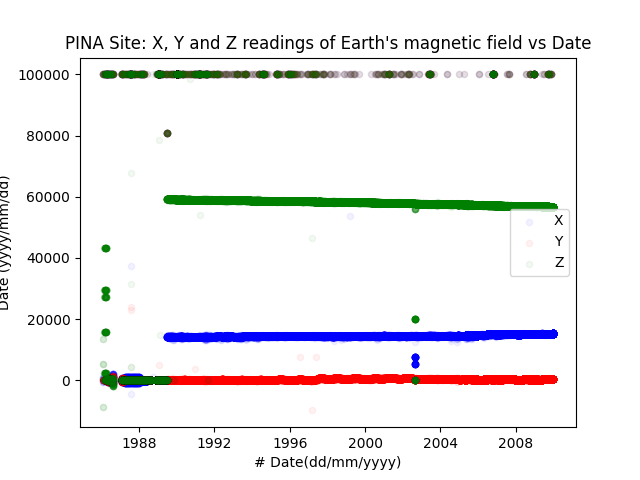 PINA Site: X, Y and Z readings of Earth's magnetic field vs Date
100000
80000
60000
40000
20000
0
Date (yyyy/mm/dd)
X
Y
Z
1988
1992
1996
2000
2004
2008
# Date(dd/mm/yyyy)